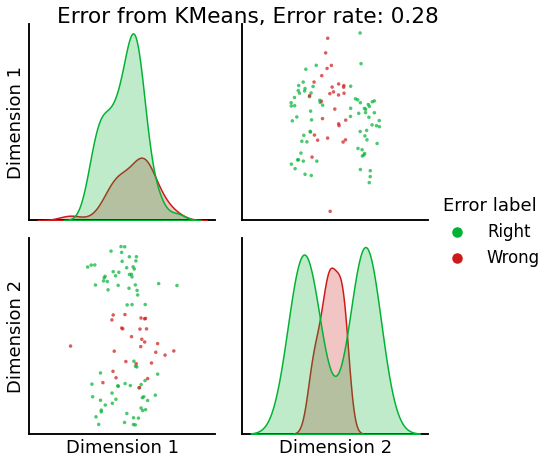 Error from KMeans, Error rate: 0.28
Dimension 1
Error label
Right
Wrong
Dimension 2
Dimension 1
Dimension 2